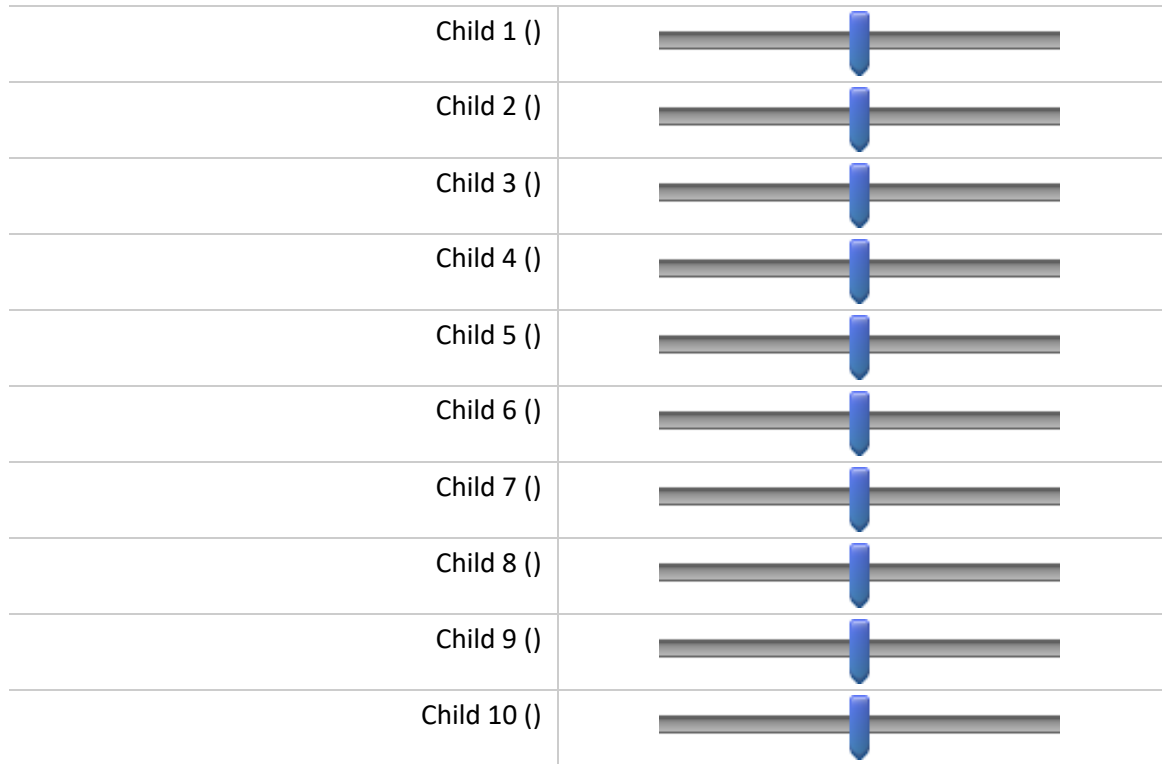 Child 1 ()
Child 2 ()
Child 3 ()
Child 4 ()
Child 5 ()
Child 6 ()
Child 7 ()
Child 8 ()
Child 9 ()
Child 10 ()